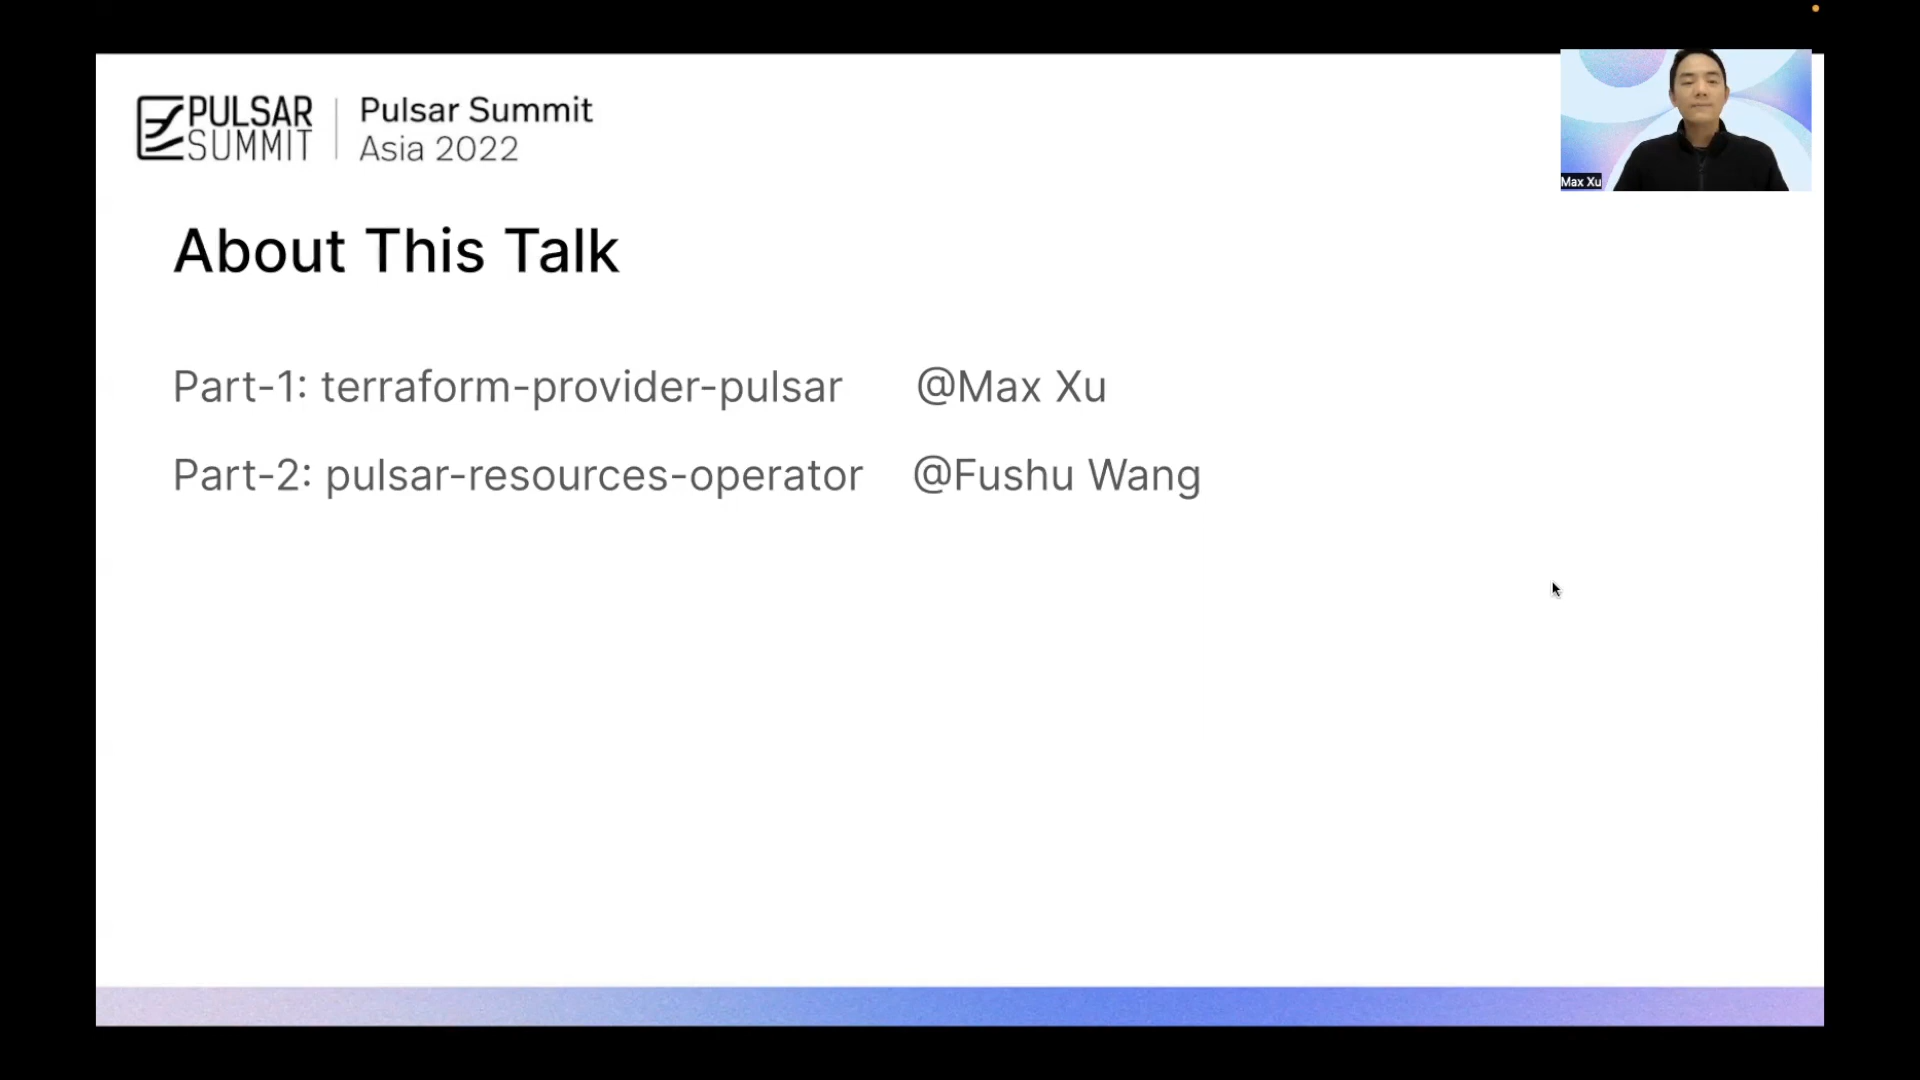 PULSAR
SUMMIT
Pulsar Summit
Asia 2022
Max Xu
About This Talk
Part-1: terraform-provider-pulsar @Max Xu
Part-2: pulsar-resources-operator @Fushu Wang